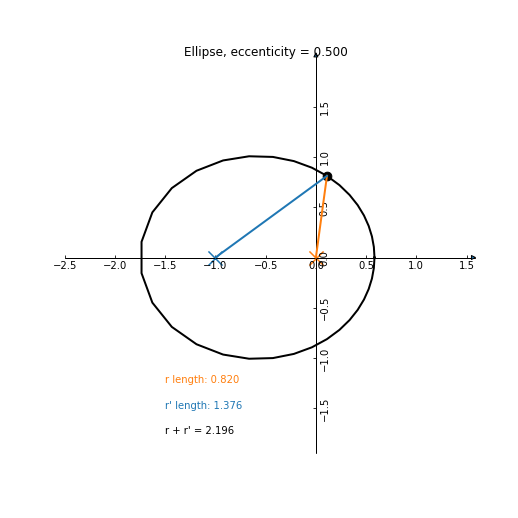 Ellipse, eccentricity = 0.500
1.5
1.0
0.5
0.0
−0.5
−1.0
−1.5
−2.5 −2.0 −1.5 −1.0 −0.5 0.0 0.5 1.0 1.5
r length: 0.820
r' length: 1.376
r + r' = 2.196